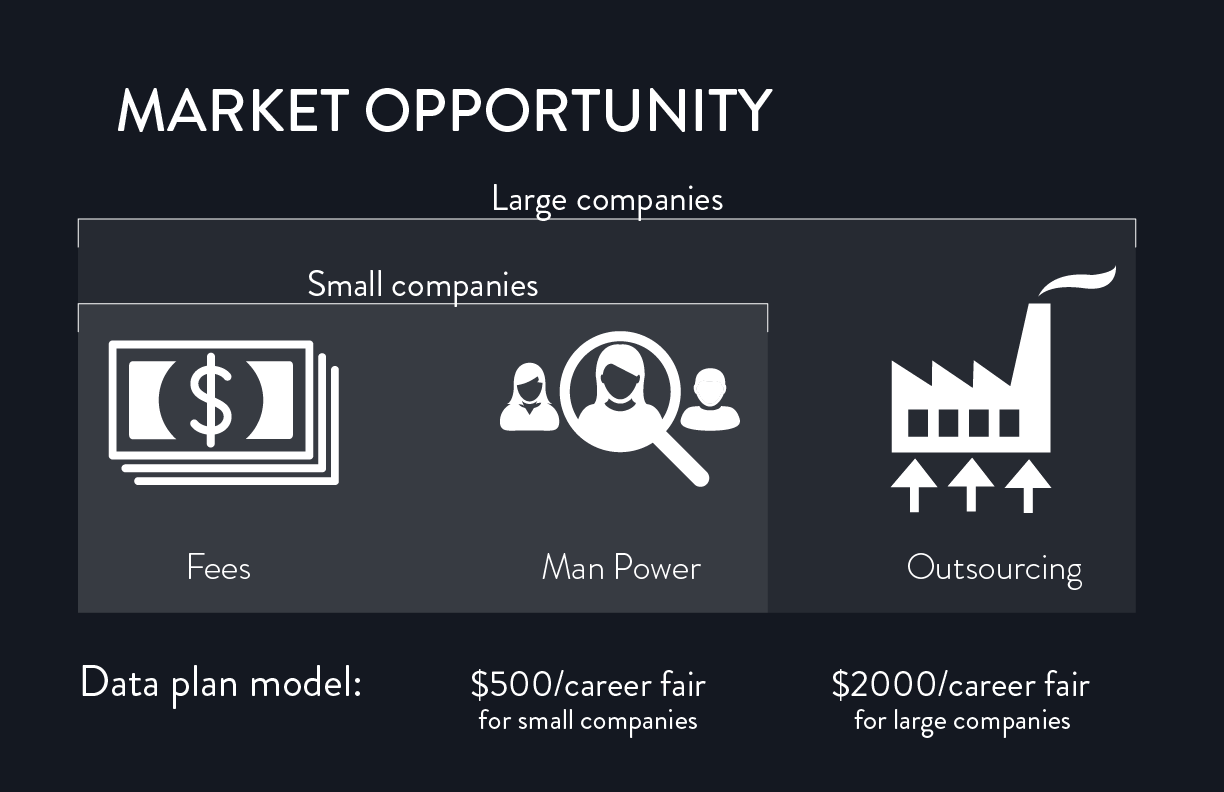 MARKET OPPORTUNITY
Large companies
Small companies
$
Fees
Man Power
Outsourcing
Data plan model:
$500/career fair
for small companies
$2000/career fair
for large companies